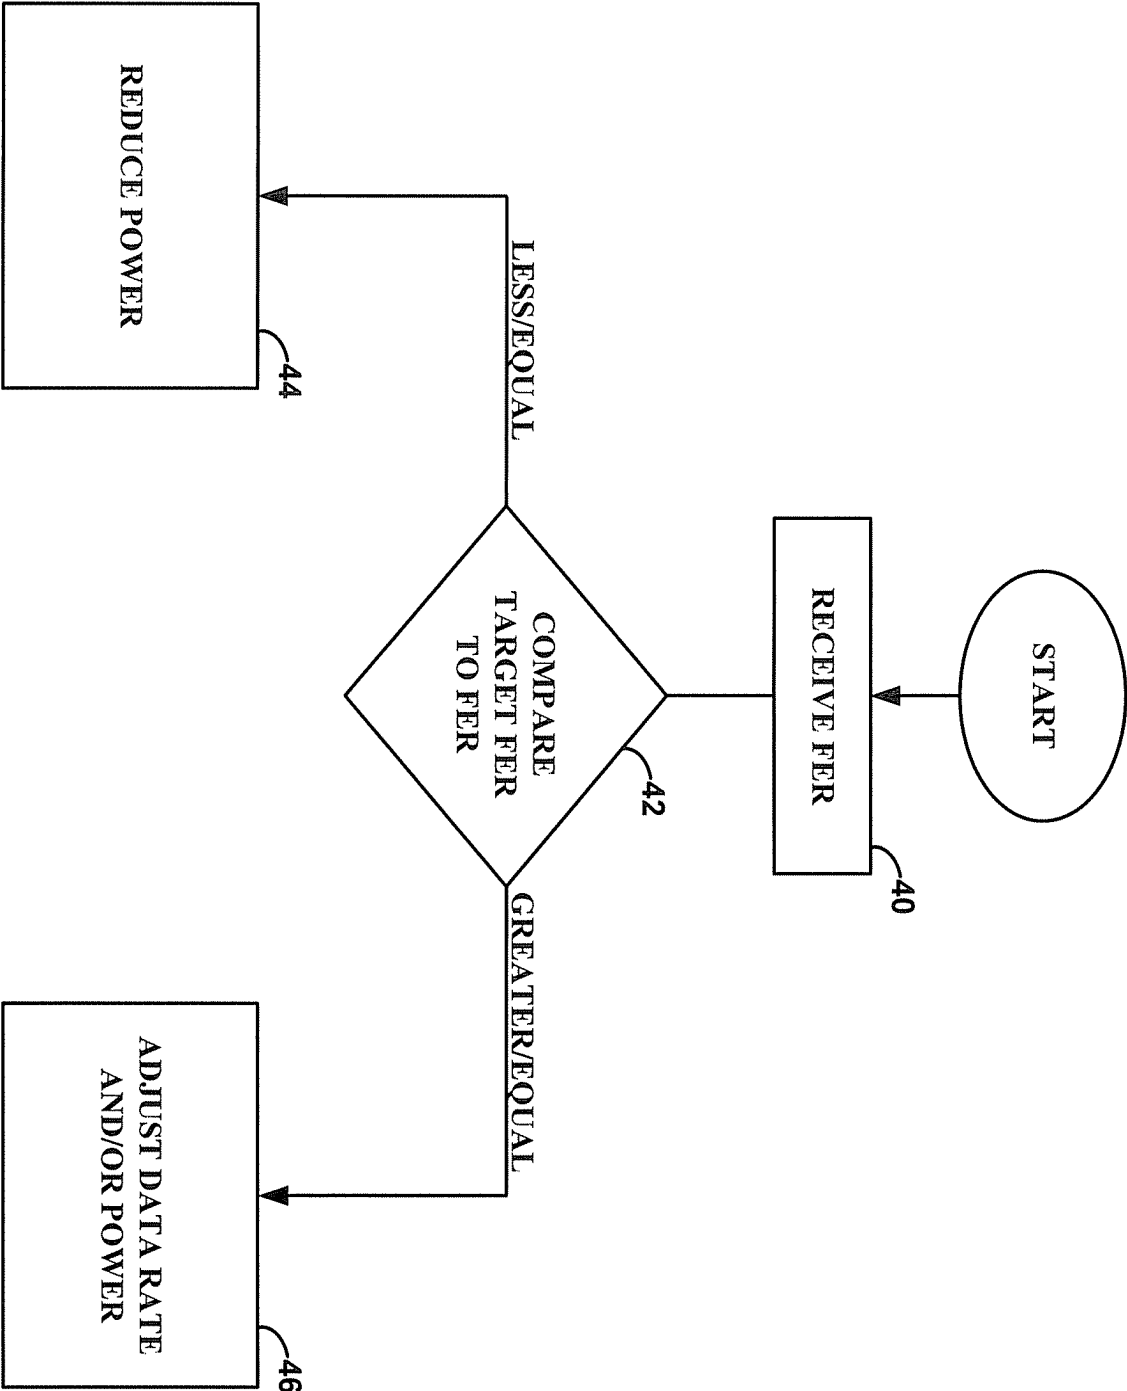 START
RECEIVE FER
40
COMPARE
TARGET FER
TO FER
42
LESS/EQUAL
GREATER/EQUAL
REDUCE POWER
44
ADJUST DATA RATE
AND/OR POWER
46